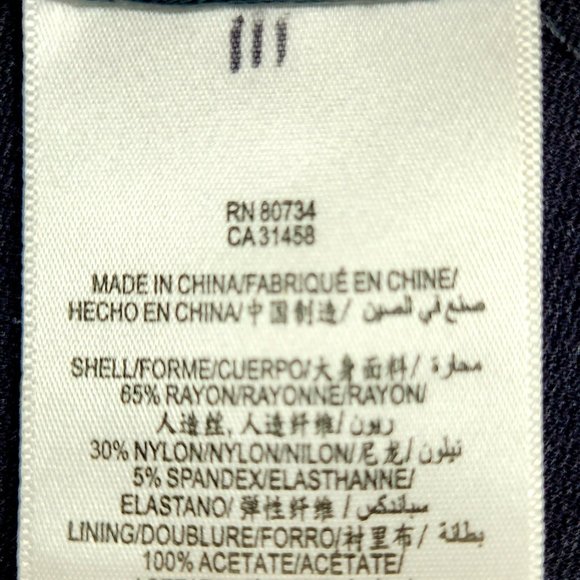 RN 80734
CA 31458
MADE IN CHINA/FABRIQUÉ EN CHINE/
HECHO EN CHINA/中国制造/ صنع في الصين
SHELL/FORME/CUERPO/大身面料/ محارة
65% RAYON/RAYONNE/RAYON/
人造丝, 人造纤维/ ريون
30% NYLON/NYLON/NILON/尼龙/ نيلون
5% SPANDEX/ELASTHANNE/
ELASTANO/ 弹性纤维 / سباندكس
LINING/DOUBLURE/FORRO/衬里布/ بطانة
100% ACETATE/ACÉTATE/